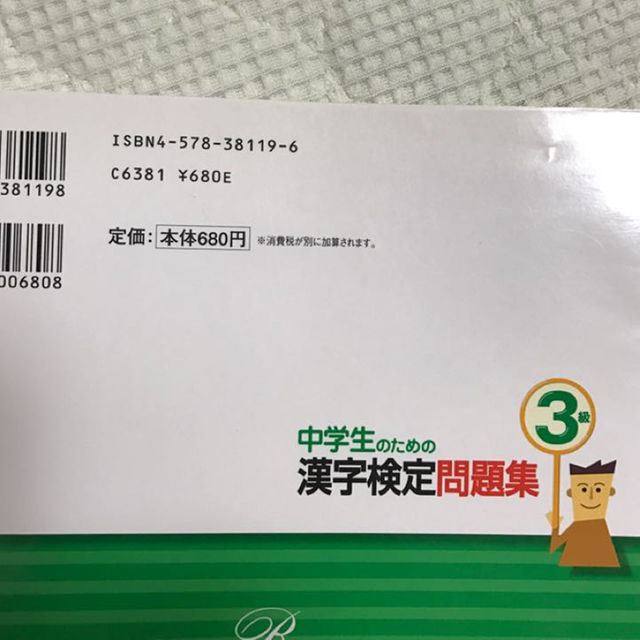 ISBN4-578-38119-6
C6381 ¥680E
381198
定価：本体680円 ※消費税が別に加算されます。
006808
3級
中学生のための
漢字検定問題集
B